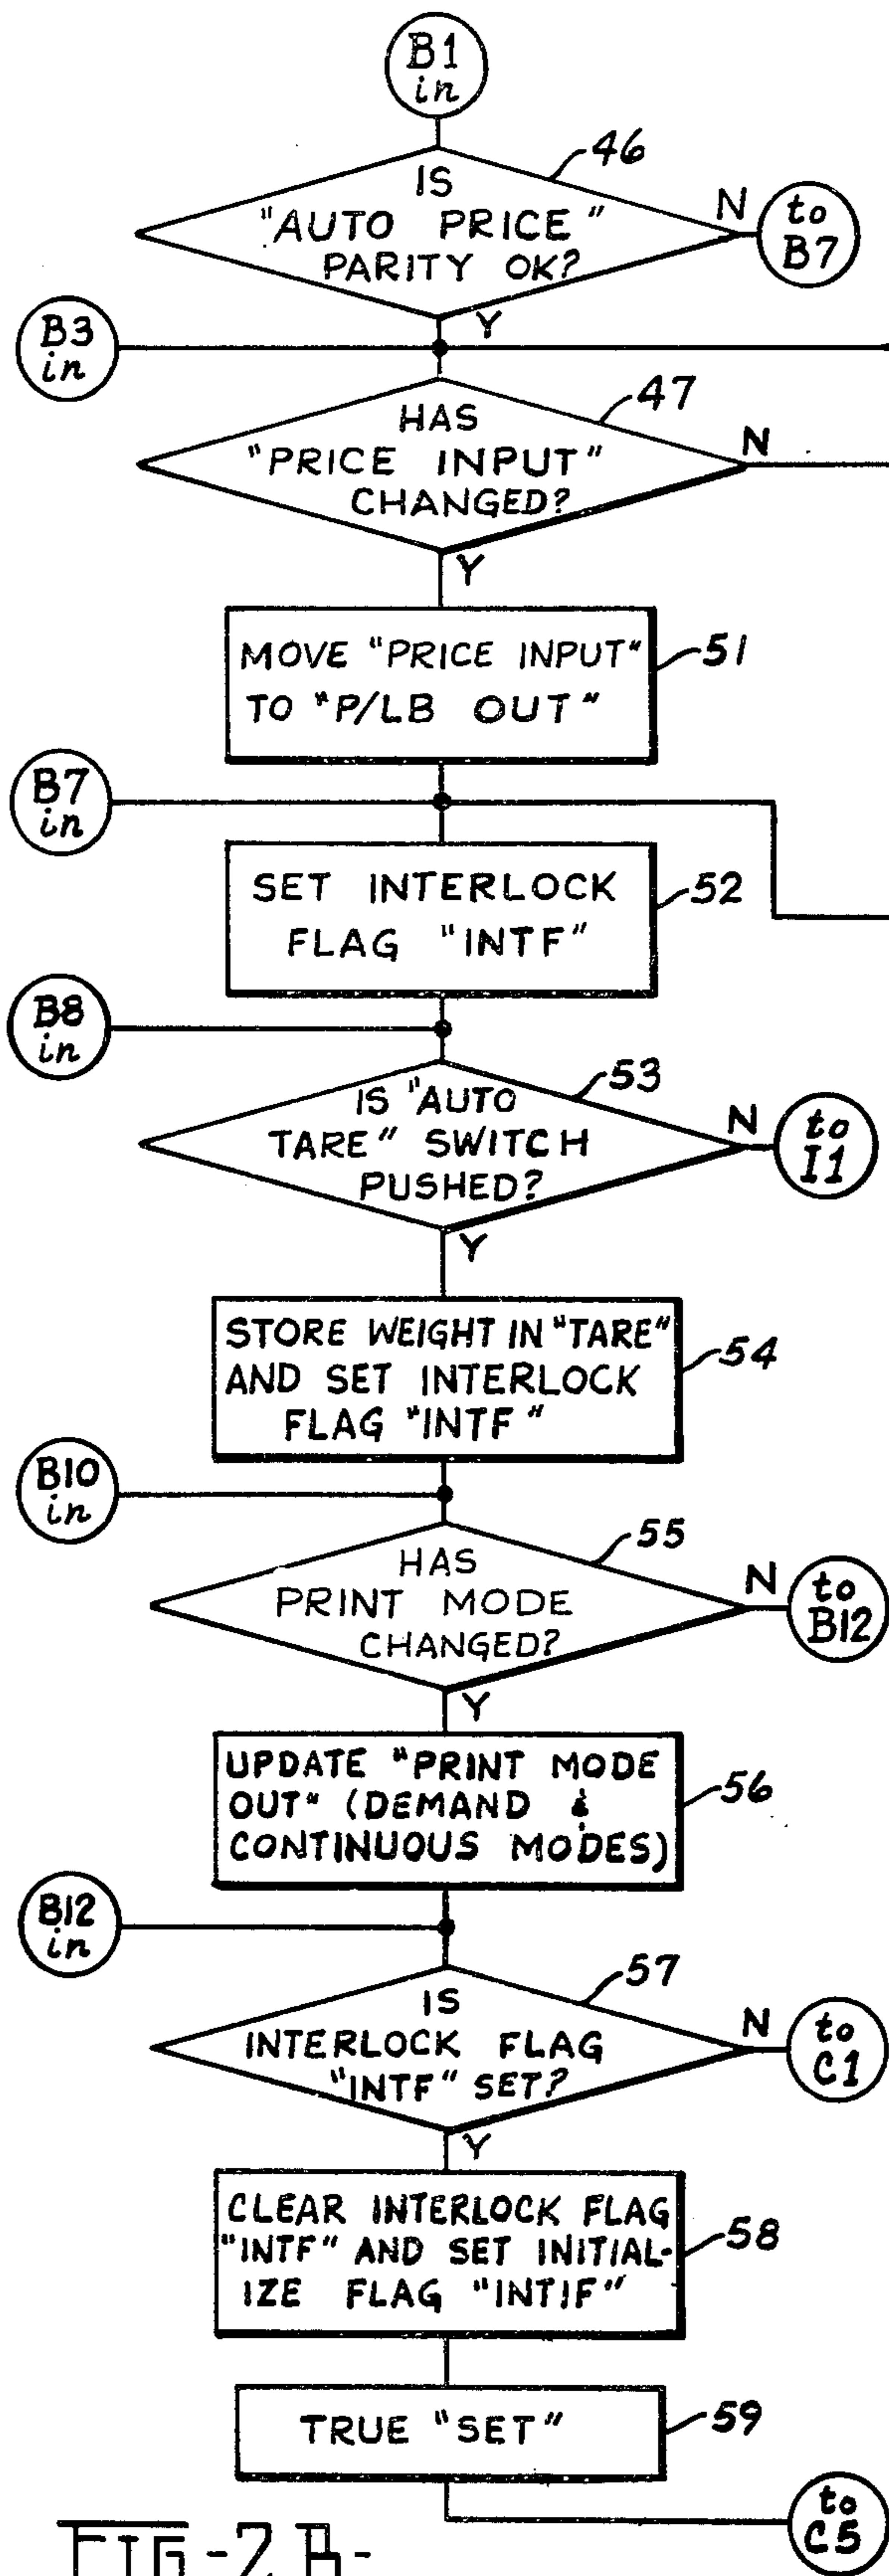 B1
in
46
IS
"AUTO PRICE"
PARITY OK?
N
to
B7
Y
B3
in
47
HAS
"PRICE INPUT"
CHANGED?
N
Y
MOVE "PRICE INPUT"
TO "P/LB OUT"
51
B7
in
SET INTERLOCK
FLAG "INTF"
52
B8
in
53
IS "AUTO
TARE" SWITCH
PUSHED?
N
to
I1
Y
STORE WEIGHT IN "TARE"
AND SET INTERLOCK
FLAG "INTF"
54
B10
in
55
HAS
PRINT MODE
CHANGED?
N
to
B12
Y
UPDATE "PRINT MODE
OUT" (DEMAND &
CONTINUOUS MODES)
56
B12
in
57
IS
INTERLOCK FLAG
"INTF" SET?
N
to
C1
Y
CLEAR INTERLOCK FLAG
"INTF" AND SET INITIAL-
IZE FLAG "INTIF"
58
TRUE "SET"
59
to
C5
FIG-2B-